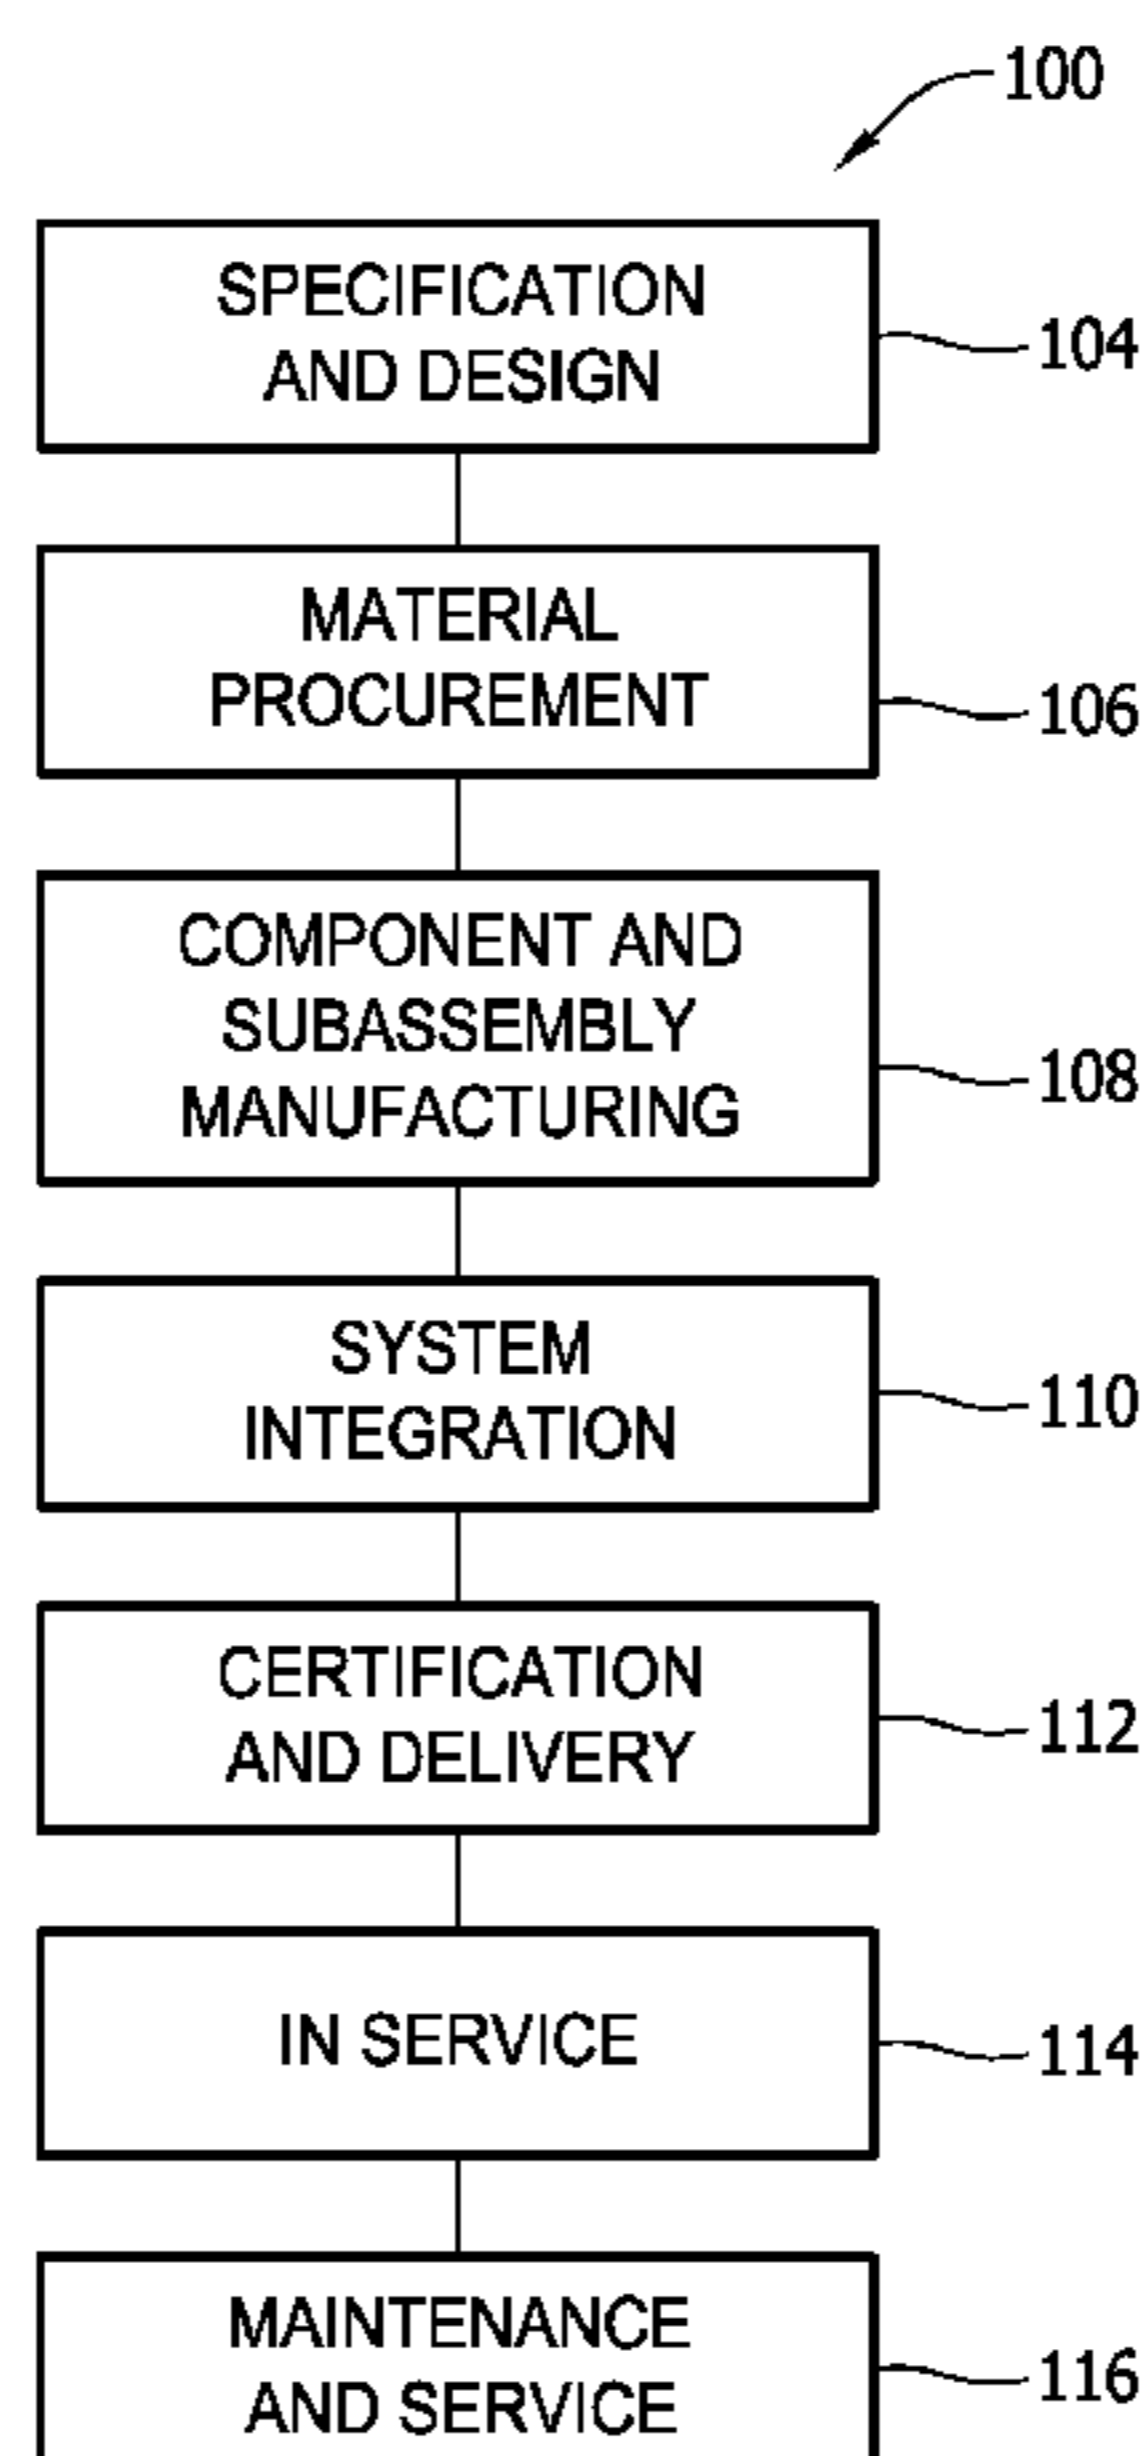 100
SPECIFICATION
AND DESIGN
104
MATERIAL
PROCUREMENT
106
COMPONENT AND
SUBASSEMBLY
MANUFACTURING
108
SYSTEM
INTEGRATION
110
CERTIFICATION
AND DELIVERY
112
IN SERVICE
114
MAINTENANCE
AND SERVICE
116